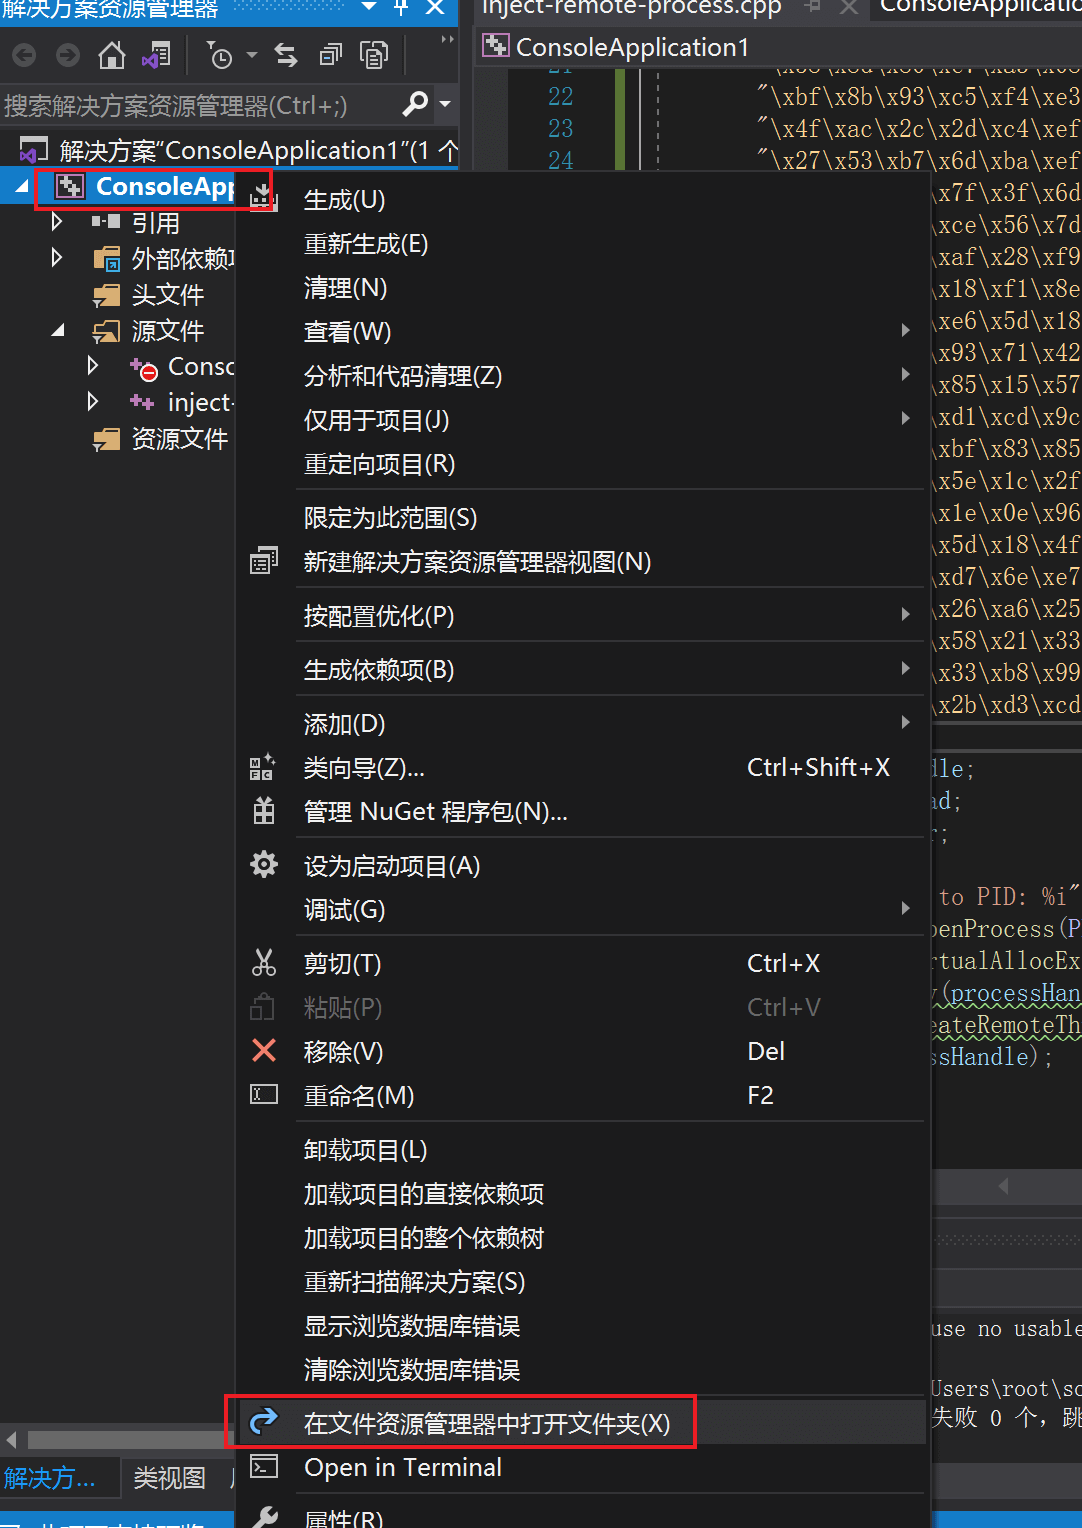 解决方案资源管理器
inject-remote-process.cpp
ConsoleApplicatio
ConsoleApplication1
搜索解决方案资源管理器(Ctrl+;)
22 "\xbf\x8b\x93\xc5\xf4\xe3
23 "\x4f\xac\x2c\x2d\xc4\xef
24 "\x27\x53\xb7\x6d\xba\xef
解决方案"ConsoleApplication1"(1 个
ConsoleApp
引用
外部依赖项
头文件
源文件
Conso
inject-
资源文件
生成(U)
重新生成(E)
清理(N)
查看(W)
分析和代码清理(Z)
仅用于项目(J)
重定向项目(R)
限定为此范围(S)
新建解决方案资源管理器视图(N)
按配置优化(P)
生成依赖项(B)
添加(D)
类向导(Z)... Ctrl+Shift+X
管理 NuGet 程序包(N)...
设为启动项目(A)
调试(G)
剪切(T) Ctrl+X
粘贴(P) Ctrl+V
移除(V) Del
重命名(M) F2
卸载项目(L)
加载项目的直接依赖项
加载项目的整个依赖树
重新扫描解决方案(S)
显示浏览数据库错误
清除浏览数据库错误
在文件资源管理器中打开文件夹(X)
Open in Terminal
属性(R)
\x7f\x3f\x6d
\xce\x56\x7d
\xaf\x28\xf9
\x18\xf1\x8e
\xe6\x5d\x18
\x93\x71\x42
\x85\x15\x57
\xd1\xcd\x9c
\xbf\x83\x85
\x5e\x1c\x2f
\x1e\x0e\x96
\x5d\x18\x4f
\xd7\x6e\xe7
\x26\xa6\x25
\x58\x21\x33
\x33\xb8\x99
\x2b\xd3\xcd
dle;
ad;
r;
to PID: %i"
penProcess(P
rtualAllocEx
y(processHan
eateRemoteTh
ssHandle);
use no usable
Users\root\so
失败 0 个，跳
解决方...
类视图